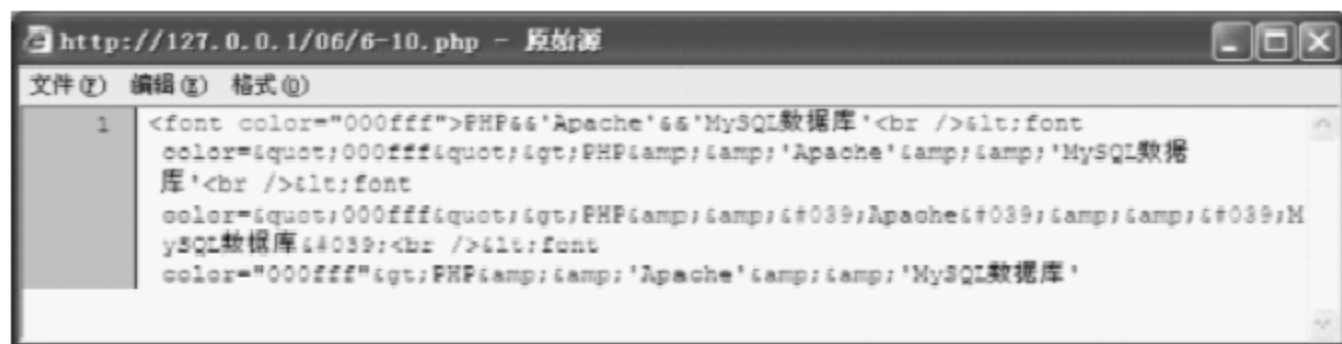 http://127.0.0.1/06/6-10.php - 原始源
文件(F) 编辑(E) 格式(O)
1 <font color="000fff">PHP&&'Apache'&&'MySQL数据库'<br />&lt;font
color=&quot;000fff&quot;&gt;PHP&amp;&amp;'Apache'&amp;&amp;'MySQL数据
库'<br />&lt;font
color=&quot;000fff&quot;&gt;PHP&amp;&amp;&#039;Apache&#039;&amp;&amp;&#039;M
ySQL数据库&#039;<br />&lt;font
color="000fff"&gt;PHP&amp;&amp;'Apache'&amp;&amp;'MySQL数据库'